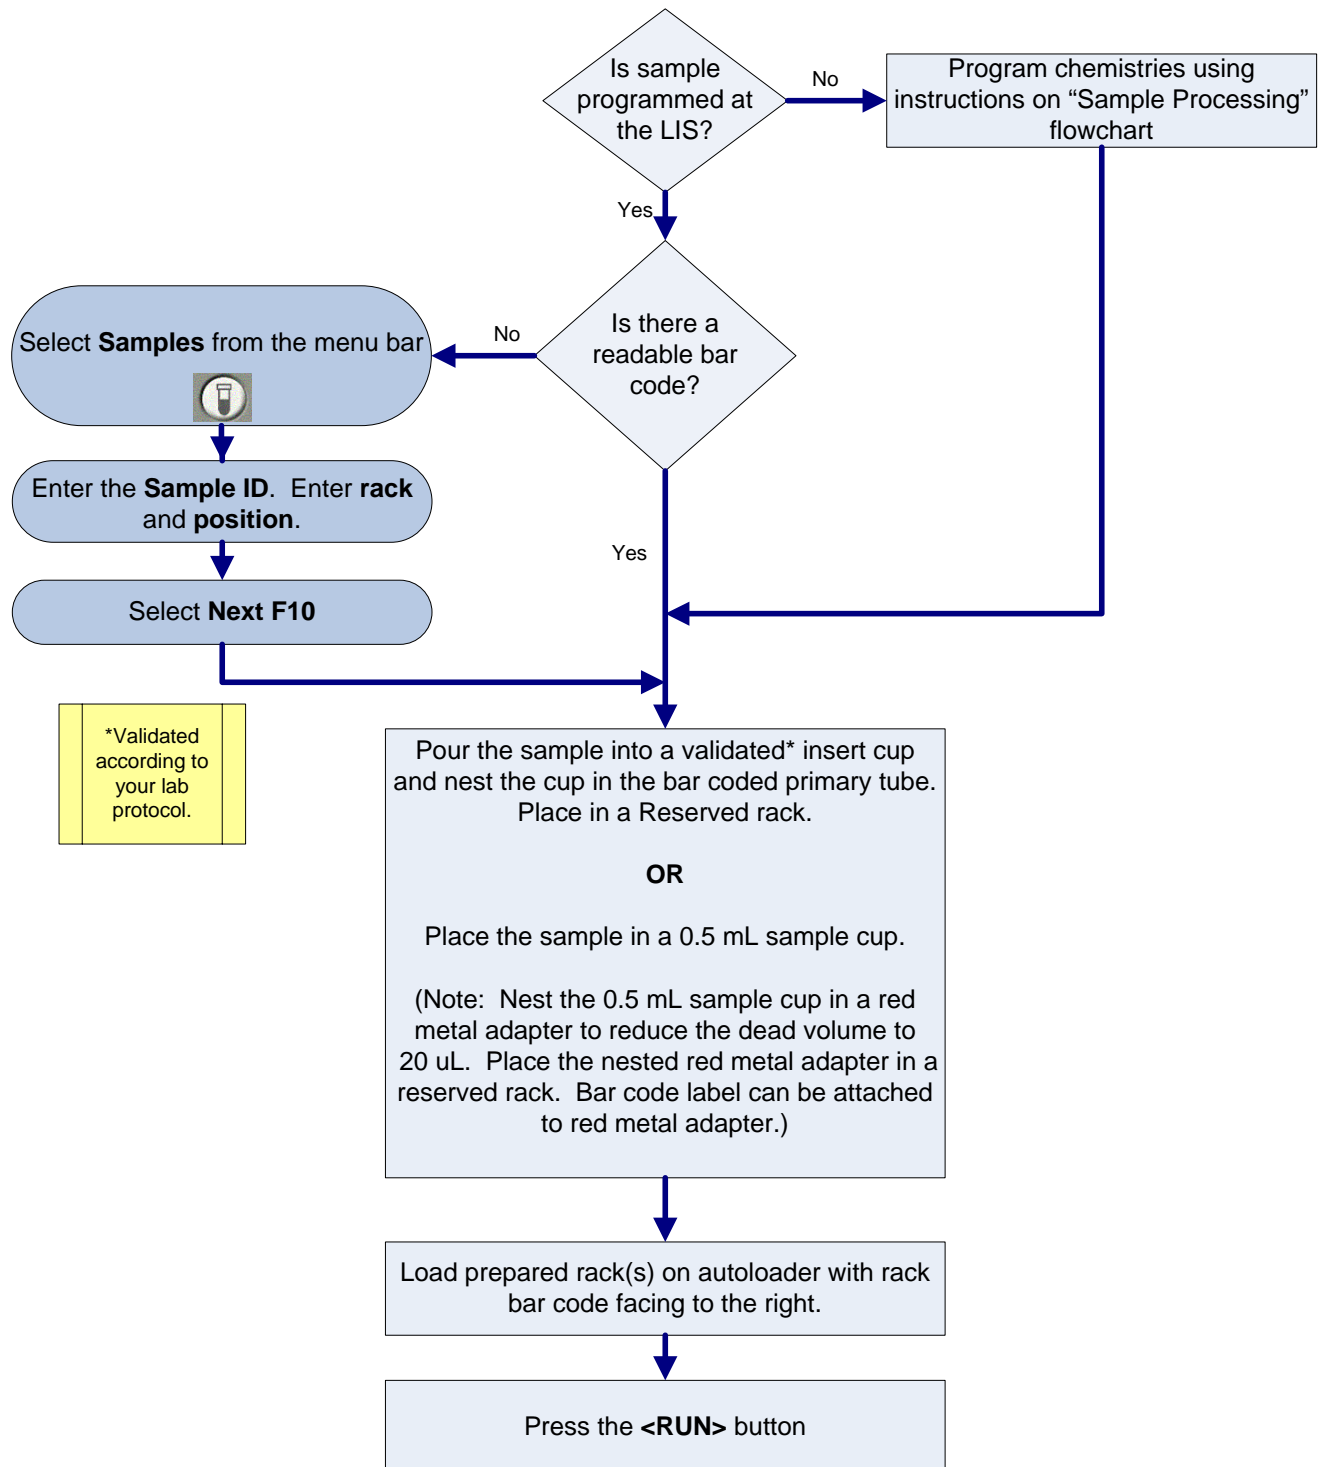 Is sample
programmed at
the LIS?
No
Program chemistries using
instructions on “Sample Processing”
flowchart
Yes
Is there a
readable bar
code?
No
Select Samples from the menu bar
Enter the Sample ID.  Enter rack
and position.
Yes
Select Next F10
*Validated
according to
your lab
protocol.
Pour the sample into a validated* insert cup
and nest the cup in the bar coded primary tube.
Place in a Reserved rack.
OR
Place the sample in a 0.5 mL sample cup.
(Note:  Nest the 0.5 mL sample cup in a red
metal adapter to reduce the dead volume to
20 uL.  Place the nested red metal adapter in a
reserved rack.  Bar code label can be attached
to red metal adapter.)
Load prepared rack(s) on autoloader with rack
bar code facing to the right.
Press the <RUN> button